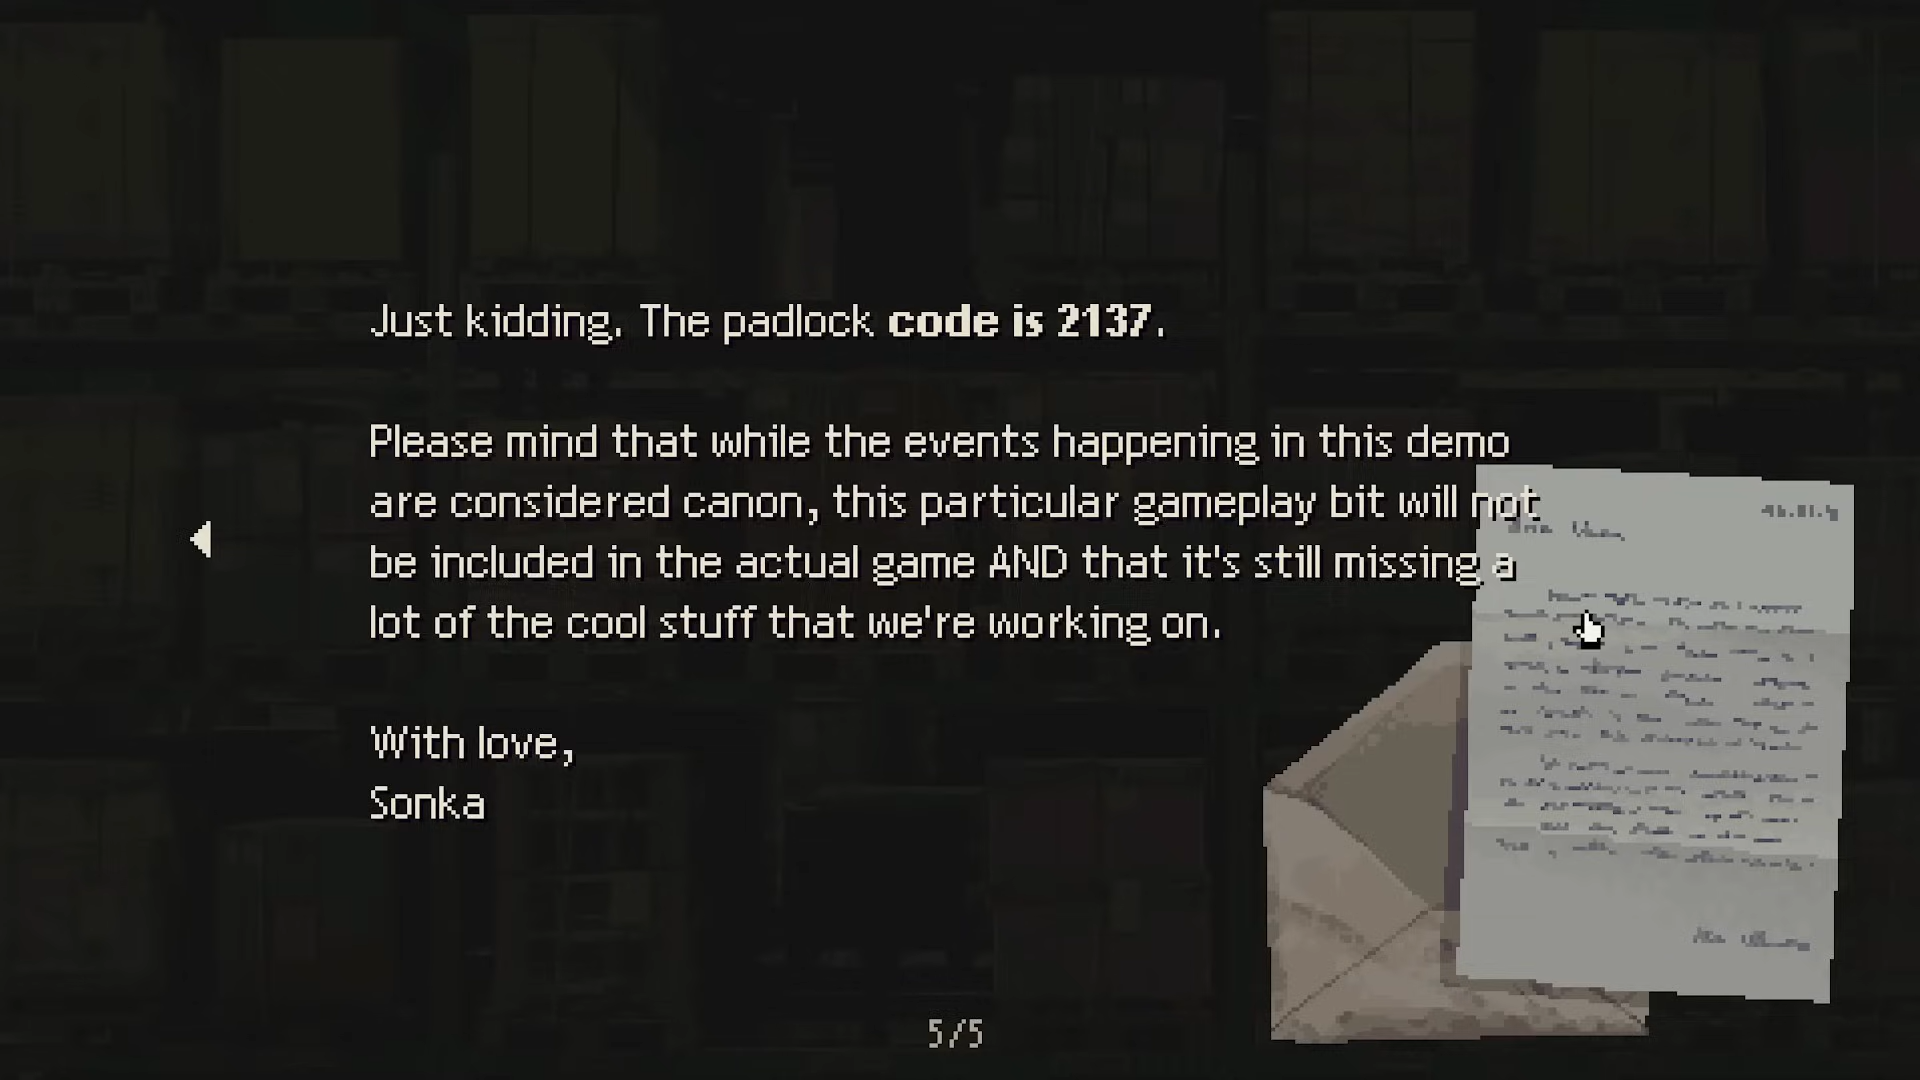 Just kidding. The padlock code is 2137.
Please mind that while the events happening in this demo
are considered canon, this particular gameplay bit will not
be included in the actual game AND that it's still missing a
lot of the cool stuff that we're working on.
With love,
Sonka
5/5